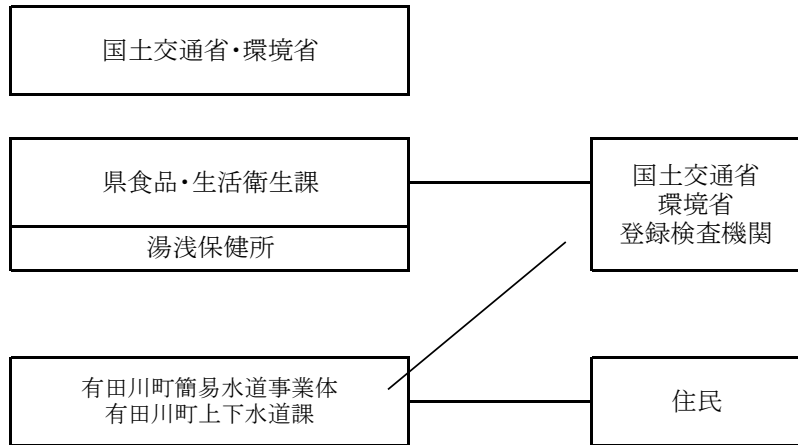 国土交通省・環境省
県食品・生活衛生課
湯浅保健所
国土交通省
環境省
登録検査機関
有田川町簡易水道事業体
有田川町上下水道課
住民